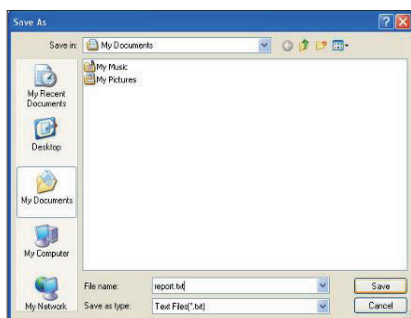 Save As
Save in: My Documents
My Music
My Pictures
My Recent
Documents
Desktop
My Documents
My Computer
My Network
File name: report.txt
Save
Save as type: Text Files(*.txt)
Cancel